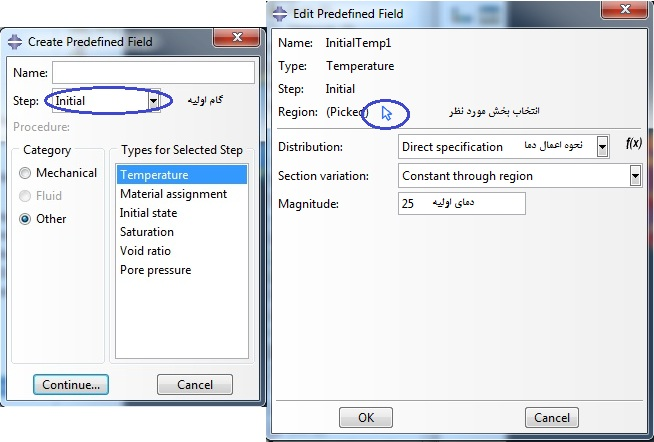 Create Predefined Field
Name:
Step: Initial گام اولیه
Procedure:
Category
Mechanical
Fluid
Other
Types for Selected Step
Temperature
Material assignment
Initial state
Saturation
Void ratio
Pore pressure
Continue... Cancel
Edit Predefined Field
Name: InitialTemp1
Type: Temperature
Step: Initial
Region: (Picked) انتخاب بخش مورد نظر
Distribution: Direct specification نحوه اعمال دما f(x)
Section variation: Constant through region
Magnitude: 25 دمای اولیه
OK Cancel